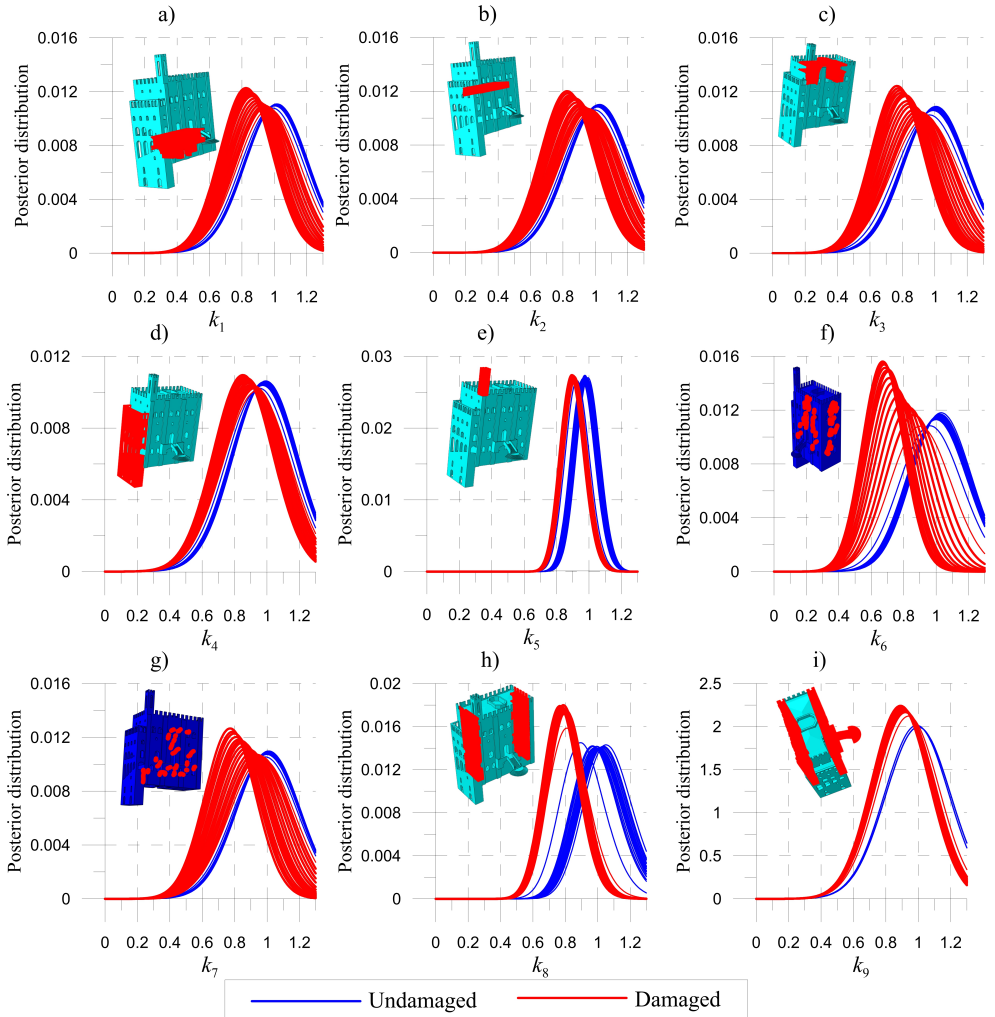 a)
b)
c)
0.016
0.012
0.008
0.004
0
Posterior distribution
0 0.2 0.4 0.6 0.8 1 1.2
k1
0.016
0.012
0.008
0.004
0
Posterior distribution
0 0.2 0.4 0.6 0.8 1 1.2
k2
0.016
0.012
0.008
0.004
0
Posterior distribution
0 0.2 0.4 0.6 0.8 1 1.2
k3
d)
e)
f)
0.012
0.008
0.004
0
Posterior distribution
0 0.2 0.4 0.6 0.8 1 1.2
k4
0.03
0.02
0.01
0
Posterior distribution
0 0.2 0.4 0.6 0.8 1 1.2
k5
0.016
0.012
0.008
0.004
0
Posterior distribution
0 0.2 0.4 0.6 0.8 1 1.2
k6
g)
h)
i)
0.016
0.012
0.008
0.004
0
Posterior distribution
0 0.2 0.4 0.6 0.8 1 1.2
k7
0.02
0.016
0.012
0.008
0.004
0
Posterior distribution
0 0.2 0.4 0.6 0.8 1 1.2
k8
2.5
2
1.5
1
0.5
0
Posterior distribution
0 0.2 0.4 0.6 0.8 1 1.2
k9
Undamaged Damaged